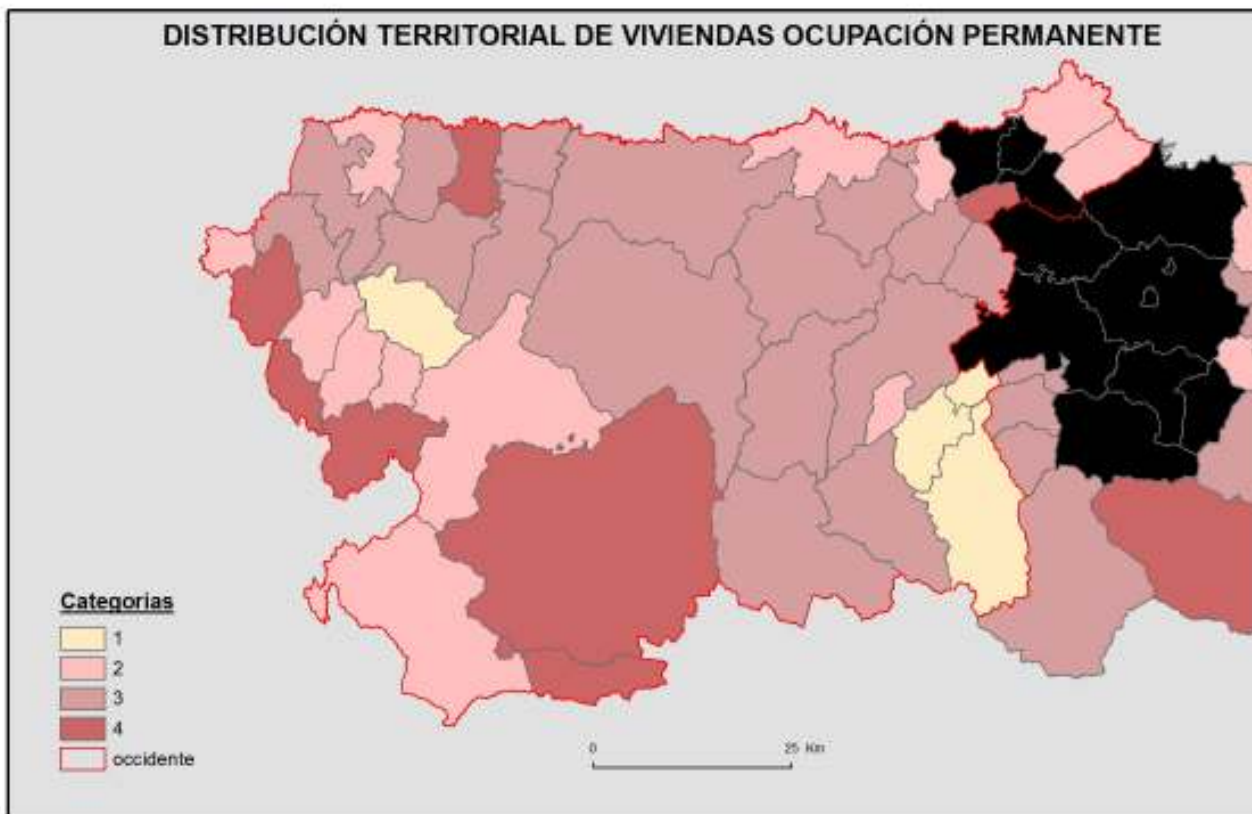 DISTRIBUCIÓN TERRITORIAL DE VIVIENDAS OCUPACIÓN PERMANENTE
Categorias
1
2
3
4
occidente
0 25 Km